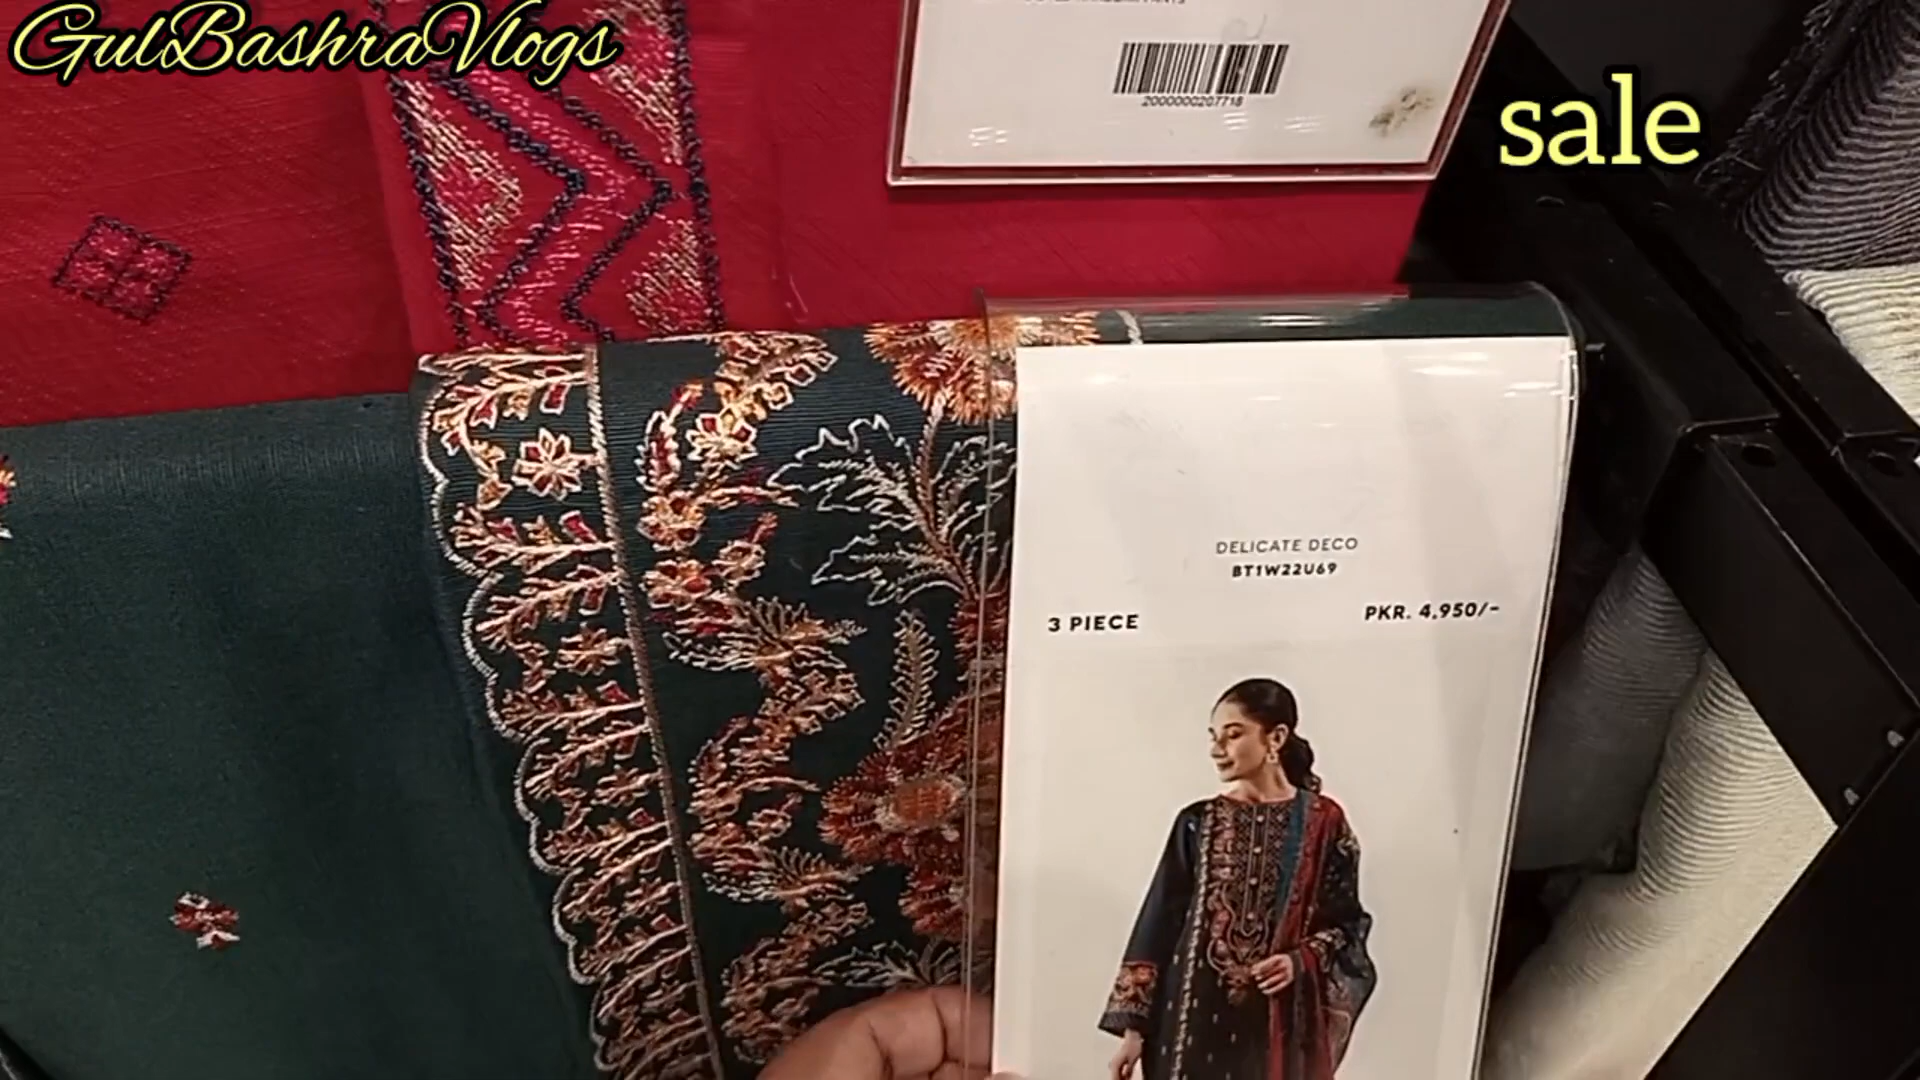 GulBashraVlogs
2000000207718
sale
DELICATE DECO
BT1W22U69
3 PIECE
PKR. 4,950/-